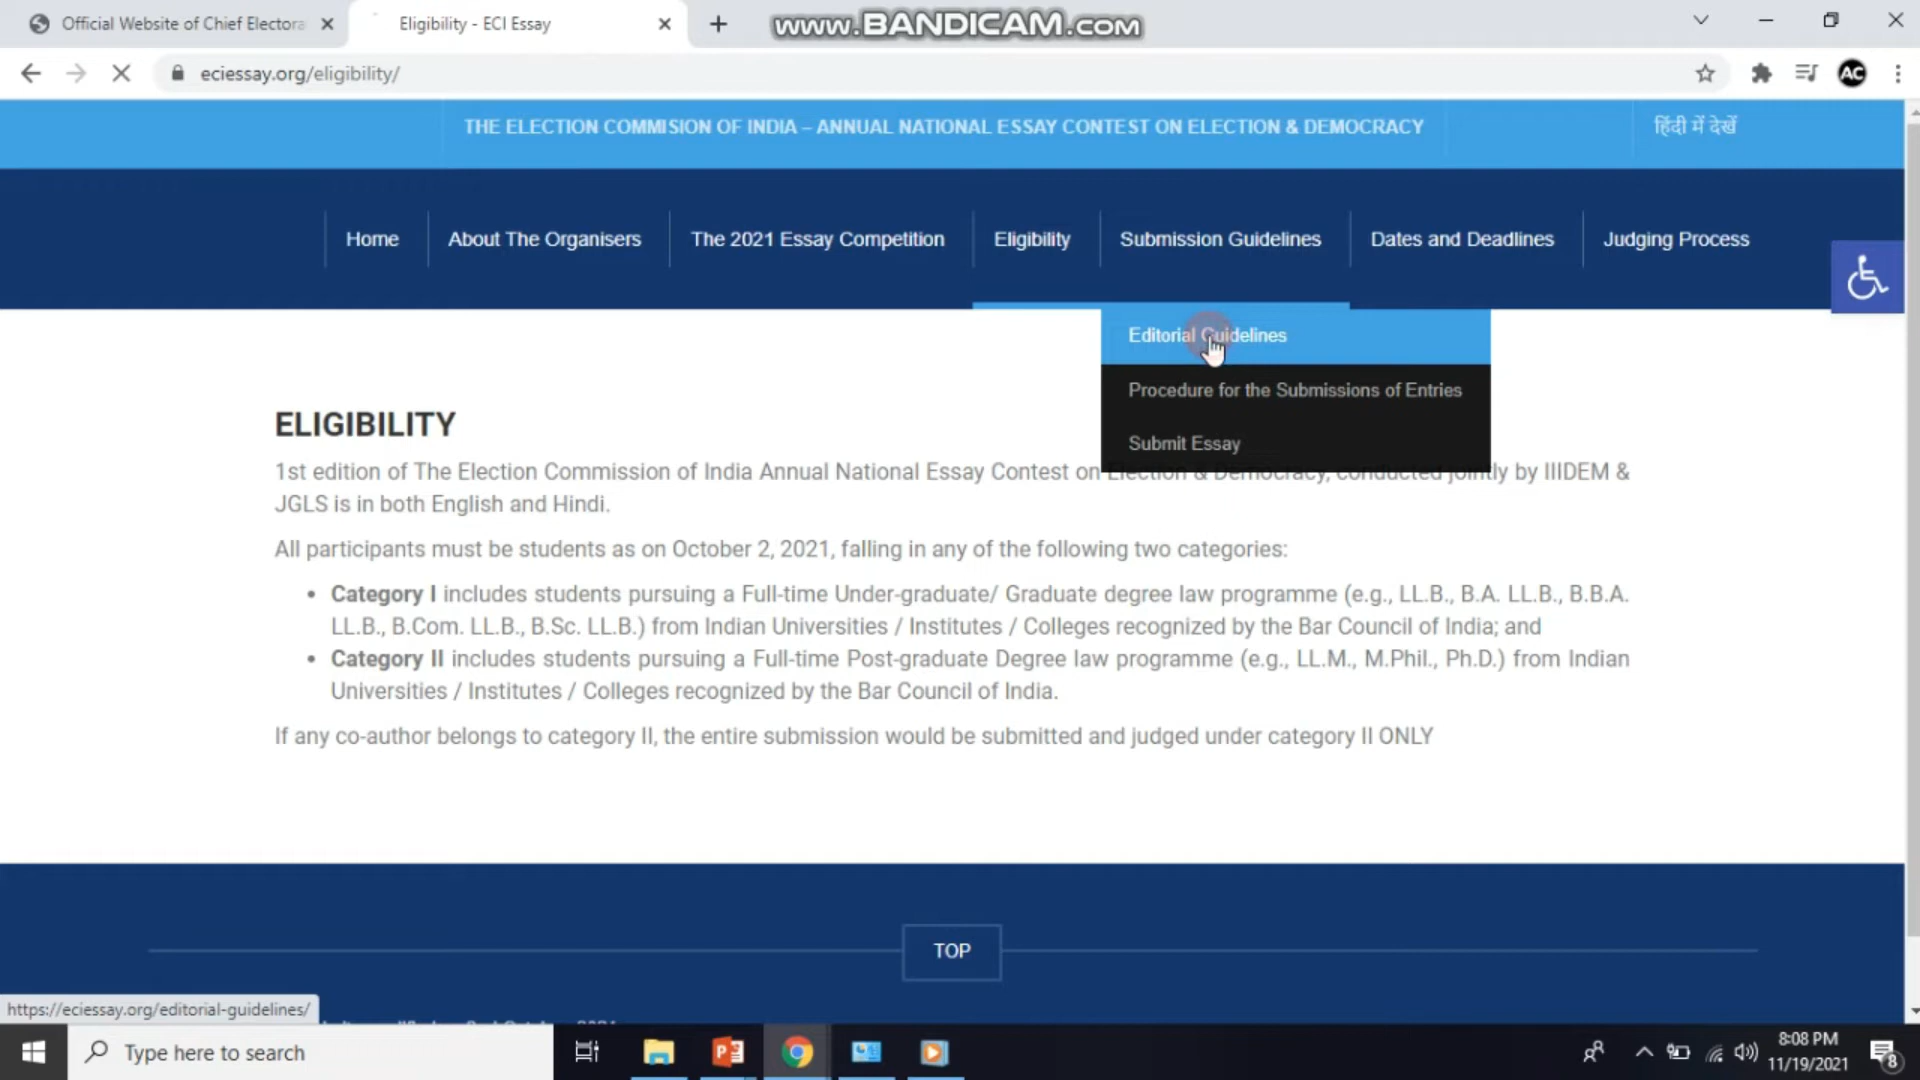 Official Website of Chief Electora
Eligibility - ECI Essay
www.BANDICAM.com
eciessay.org/eligibility/
AC
THE ELECTION COMMISION OF INDIA – ANNUAL NATIONAL ESSAY CONTEST ON ELECTION & DEMOCRACY
हिंदी में देखें
Home
About The Organisers
The 2021 Essay Competition
Eligibility
Submission Guidelines
Dates and Deadlines
Judging Process
Editorial Guidelines
Procedure for the Submissions of Entries
Submit Essay
ELIGIBILITY
1st edition of The Election Commission of India Annual National Essay Contest on Election & Democracy, conducted jointly by IIIDEM &
JGLS is in both English and Hindi.
All participants must be students as on October 2, 2021, falling in any of the following two categories:
• Category I includes students pursuing a Full-time Under-graduate/ Graduate degree law programme (e.g., LL.B., B.A. LL.B., B.B.A.
LL.B., B.Com. LL.B., B.Sc. LL.B.) from Indian Universities / Institutes / Colleges recognized by the Bar Council of India; and
• Category II includes students pursuing a Full-time Post-graduate Degree law programme (e.g., LL.M., M.Phil., Ph.D.) from Indian
Universities / Institutes / Colleges recognized by the Bar Council of India.
If any co-author belongs to category II, the entire submission would be submitted and judged under category II ONLY
TOP
https://eciessay.org/editorial-guidelines/
Type here to search
8:08 PM
11/19/2021
8